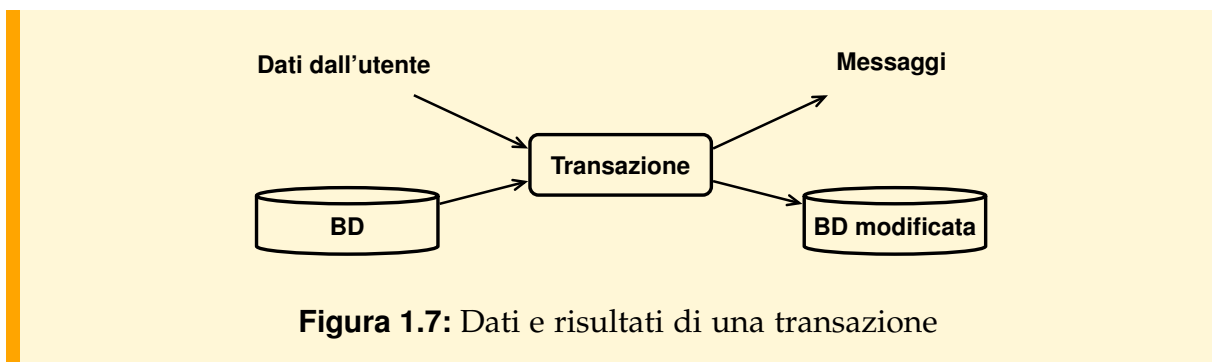 Dati dall'utente
Messaggi
Transazione
BD
BD modificata
Figura 1.7: Dati e risultati di una transazione